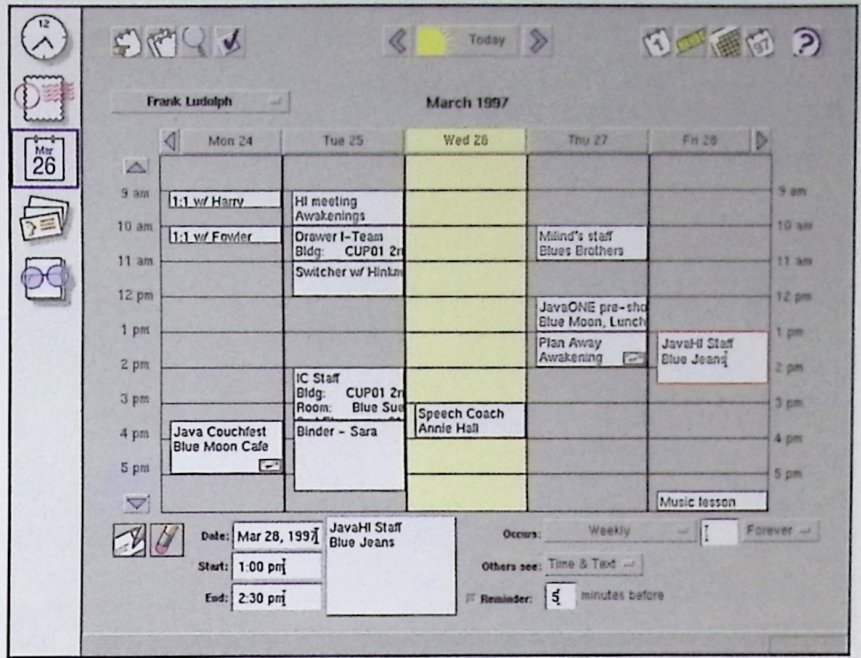 12
Today
1
97
?
Frank Ludolph
March 1997
Mar
26
Mon 24
Tue 25
Wed 26
Thu 27
Fri 28
9 am
1:1 w/ Harry
HI meeting
Awakenings
9 am
10 am
1:1 w/ Fowler
Drawer I-Team
Bldg: CUP01 2n
Milind's staff
Blues Brothers
10 am
11 am
Switcher w/
11 am
12 pm
JavaONE pre-sho
Blue Moon, Lunch
12 pm
1 pm
Plan Away
Awakening
JavaHI Staff
Blue Jeans
1 pm
2 pm
IC Staff
Bldg: CUP01 2n
Room: Blue Sue
2 pm
3 pm
Speech Coach
Annie Hall
3 pm
4 pm
Java Couchfest
Blue Moon Cafe
Binder - Sara
4 pm
5 pm
5 pm
Music lesson
Date: Mar 28, 1997
JavaHI Staff
Blue Jeans
Occurs: Weekly Forever
Start: 1:00 pm
Others see: Time & Text
End: 2:30 pm
Reminder: 5 minutes before